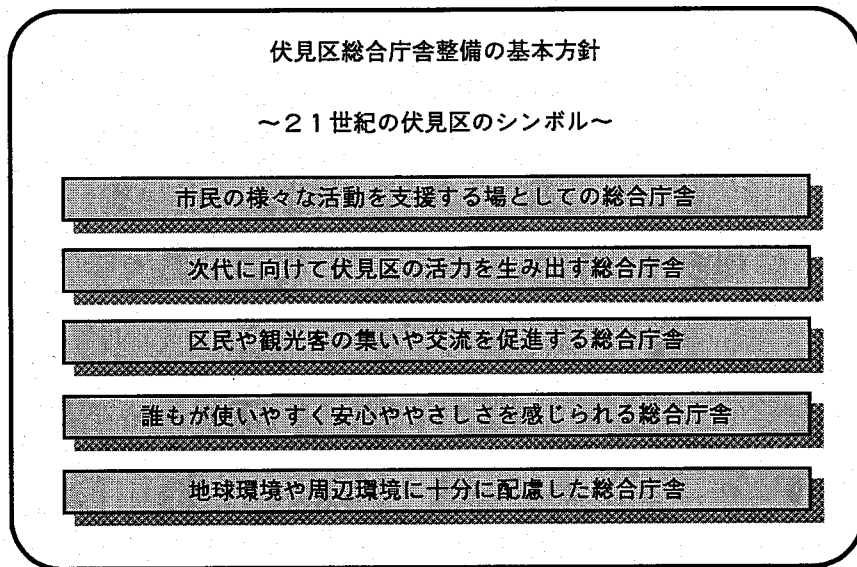 伏見区総合庁舎整備の基本方針
～２１世紀の伏見区のシンボル～
市民の様々な活動を支援する場としての総合庁舎
次代に向けて伏見区の活力を生み出す総合庁舎
区民や観光客の集いや交流を促進する総合庁舎
誰もが使いやすく安心ややさしさを感じられる総合庁舎
地球環境や周辺環境に十分に配慮した総合庁舎